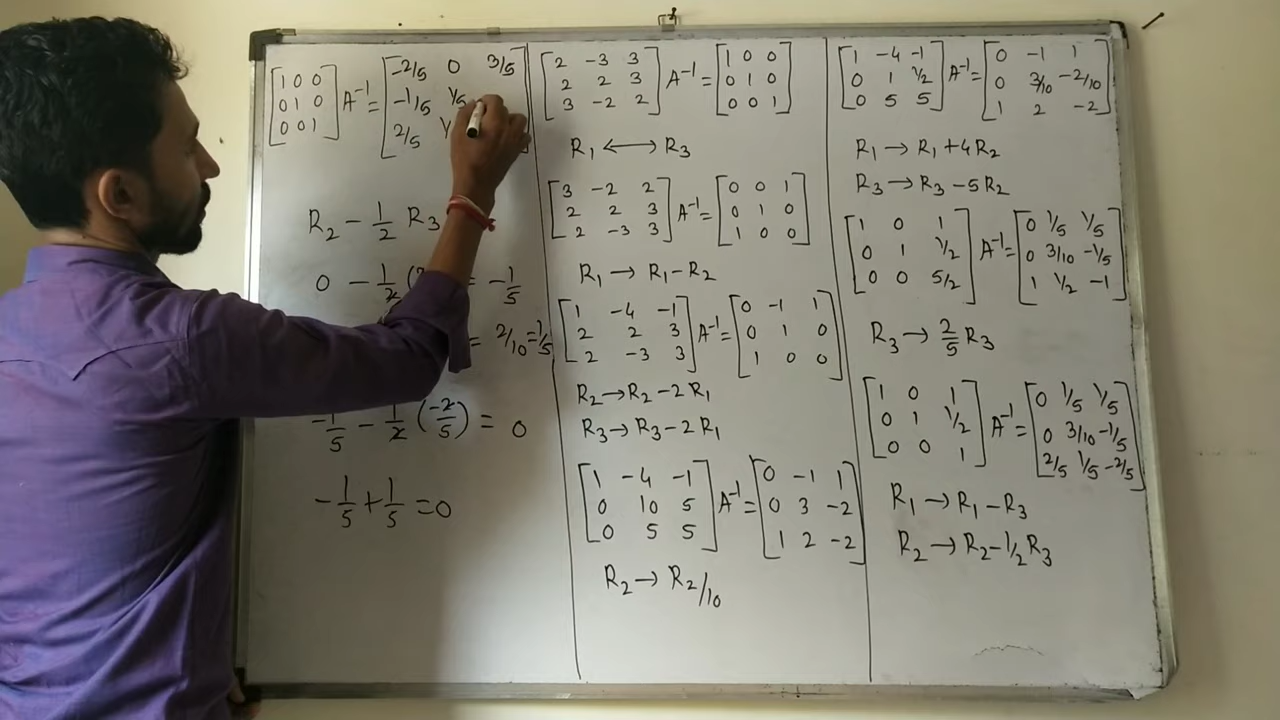 [1 0 0] A⁻¹ = [-2/5 0 3/5]
[0 1 0] [-1/5 1/5
[0 0 1] [2/5
R₂ - 1/2 R₃
0 - 1/2 ( = -1/5
= 2/10 = 1/5
-1/5 - 1/2 (-2/5) = 0
-1/5 + 1/5 = 0
[2 -3 3] A⁻¹ = [1 0 0]
[2 2 3] [0 1 0]
[3 -2 2] [0 0 1]
R₁ ⟷ R₃
[3 -2 2] A⁻¹ = [0 0 1]
[2 2 3] [0 1 0]
[2 -3 3] [1 0 0]
R₁ → R₁ - R₂
[1 -4 -1] A⁻¹ = [0 -1 1]
[2 2 3] [0 1 0]
[2 -3 3] [1 0 0]
R₂ → R₂ - 2R₁
R₃ → R₃ - 2R₁
[1 -4 -1] A⁻¹ = [0 -1 1]
[0 10 5] [0 3 -2]
[0 5 5] [1 2 -2]
R₂ → R₂/10
[1 -4 -1] A⁻¹ = [0 -1 1]
[0 1 1/2] [0 3/10 -2/10]
[0 5 5] [1 2 -2]
R₁ → R₁ + 4R₂
R₃ → R₃ - 5R₂
[1 0 1] A⁻¹ = [0 1/5 1/5]
[0 1 1/2] [0 3/10 -1/5]
[0 0 5/2] [1 1/2 -1]
R₃ → 2/5 R₃
[1 0 1] A⁻¹ = [0 1/5 1/5]
[0 1 1/2] [0 3/10 -1/5]
[0 0 1] [2/5 1/5 -2/5]
R₁ → R₁ - R₃
R₂ → R₂ - 1/2 R₃